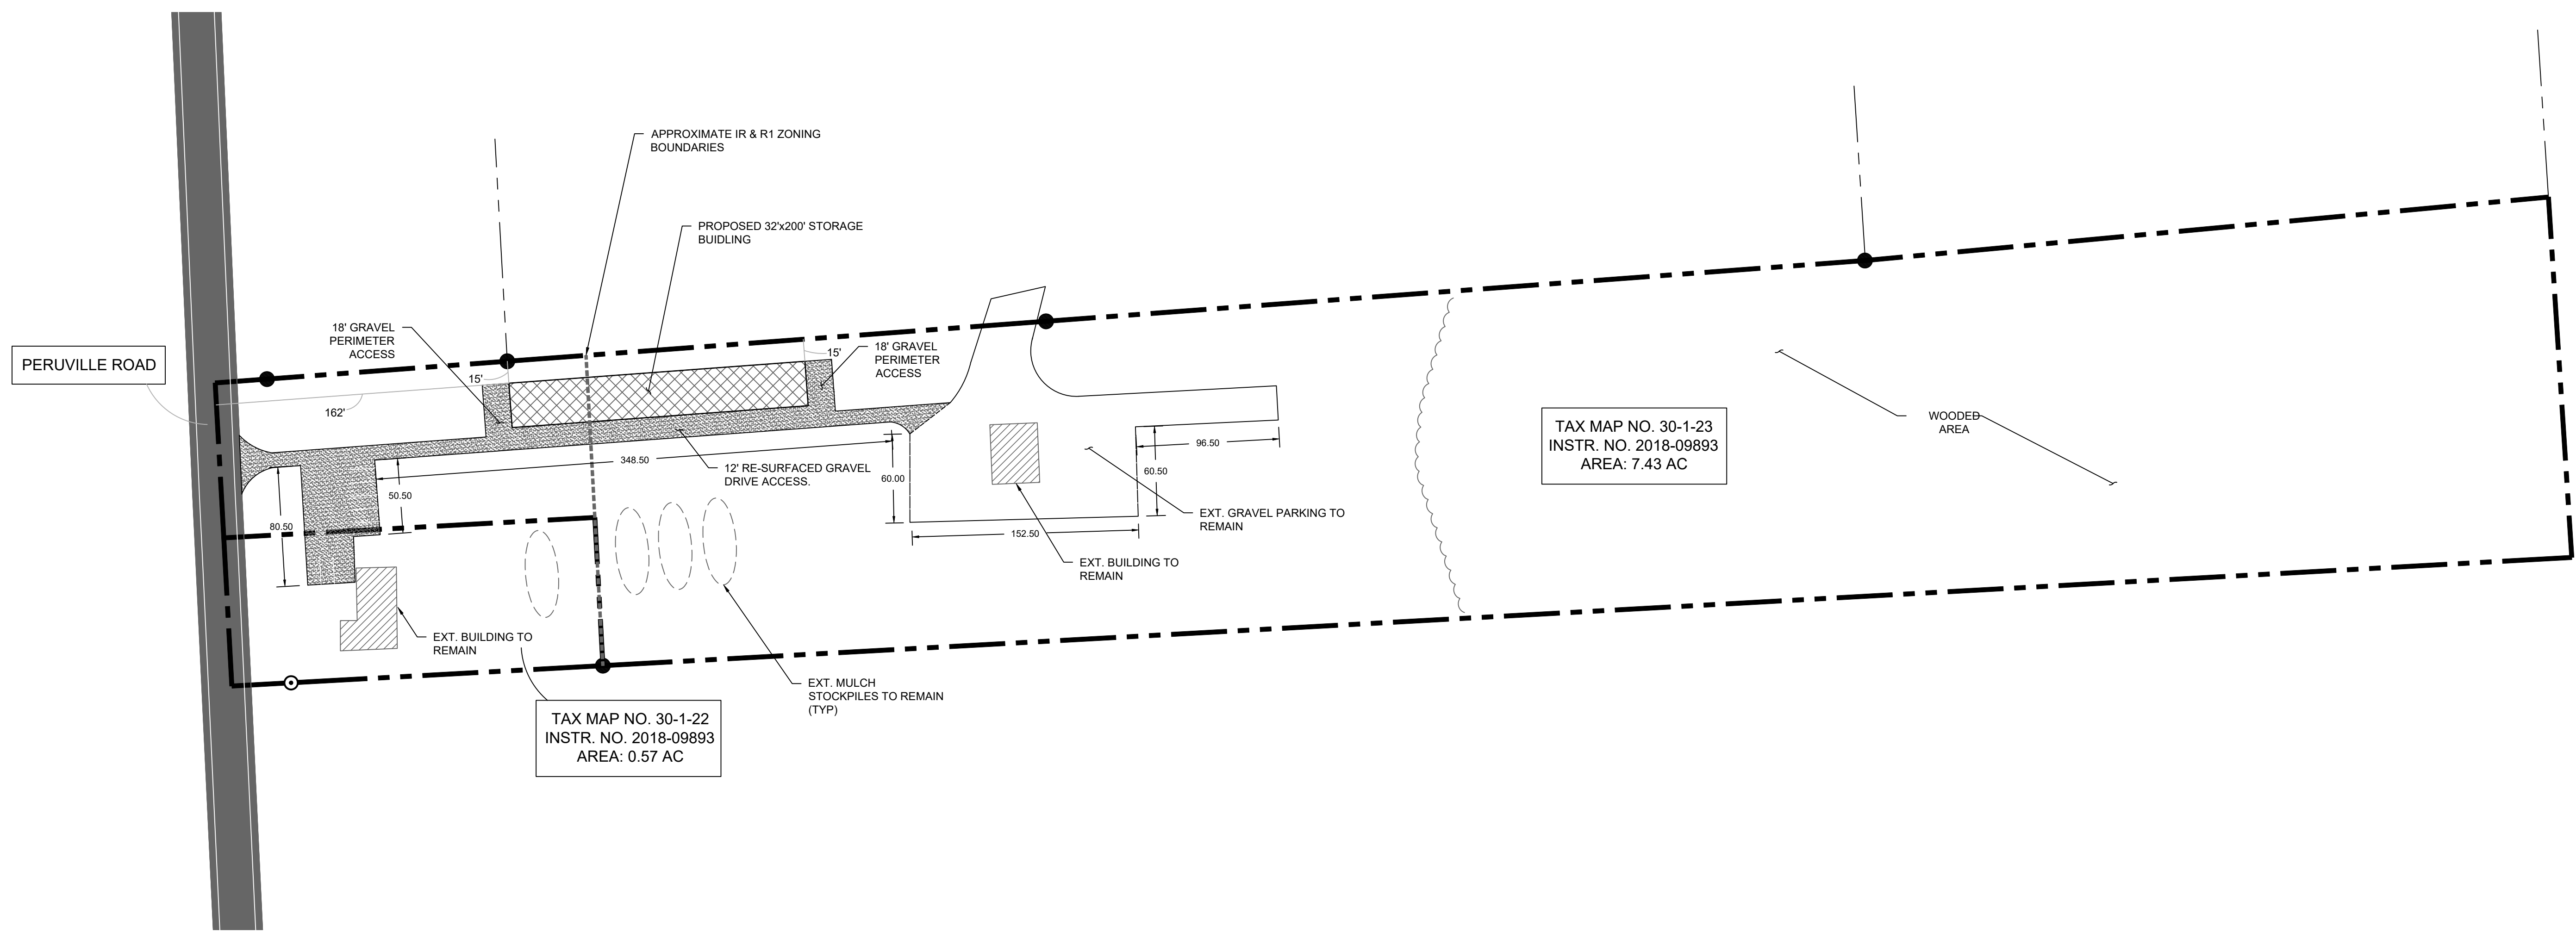 APPROXIMATE IR & R1 ZONING
BOUNDARIES
PROPOSED 32'x200' STORAGE
BUIDLING
18' GRAVEL
PERIMETER
ACCESS
PERUVILLE ROAD
15'
18' GRAVEL
PERIMETER
ACCESS
15'
162'
TAX MAP NO. 30-1-23
INSTR. NO. 2018-09893
AREA: 7.43 AC
WOODED
AREA
96.50
348.50
12' RE-SURFACED GRAVEL
DRIVE ACCESS.
60.00
60.50
50.50
80.50
EXT. GRAVEL PARKING TO
REMAIN
152.50
EXT. BUILDING TO
REMAIN
EXT. BUILDING TO
REMAIN
EXT. MULCH
STOCKPILES TO REMAIN
(TYP)
TAX MAP NO. 30-1-22
INSTR. NO. 2018-09893
AREA: 0.57 AC